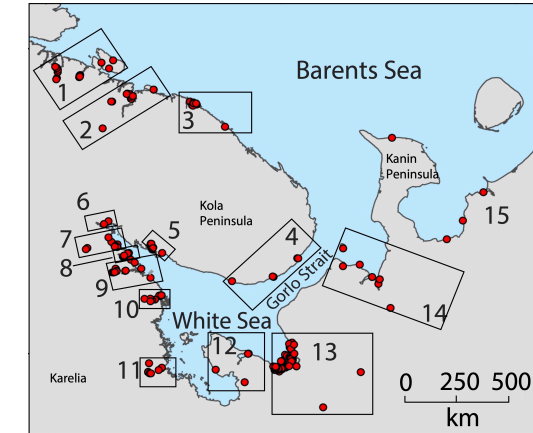 Barents Sea
1
2
3
Kanin
Peninsula
Kola
Peninsula
6
5
15
7
4
8
9
Gorlo Strait
10
14
White Sea
12
13
11
Karelia
0 250 500
km